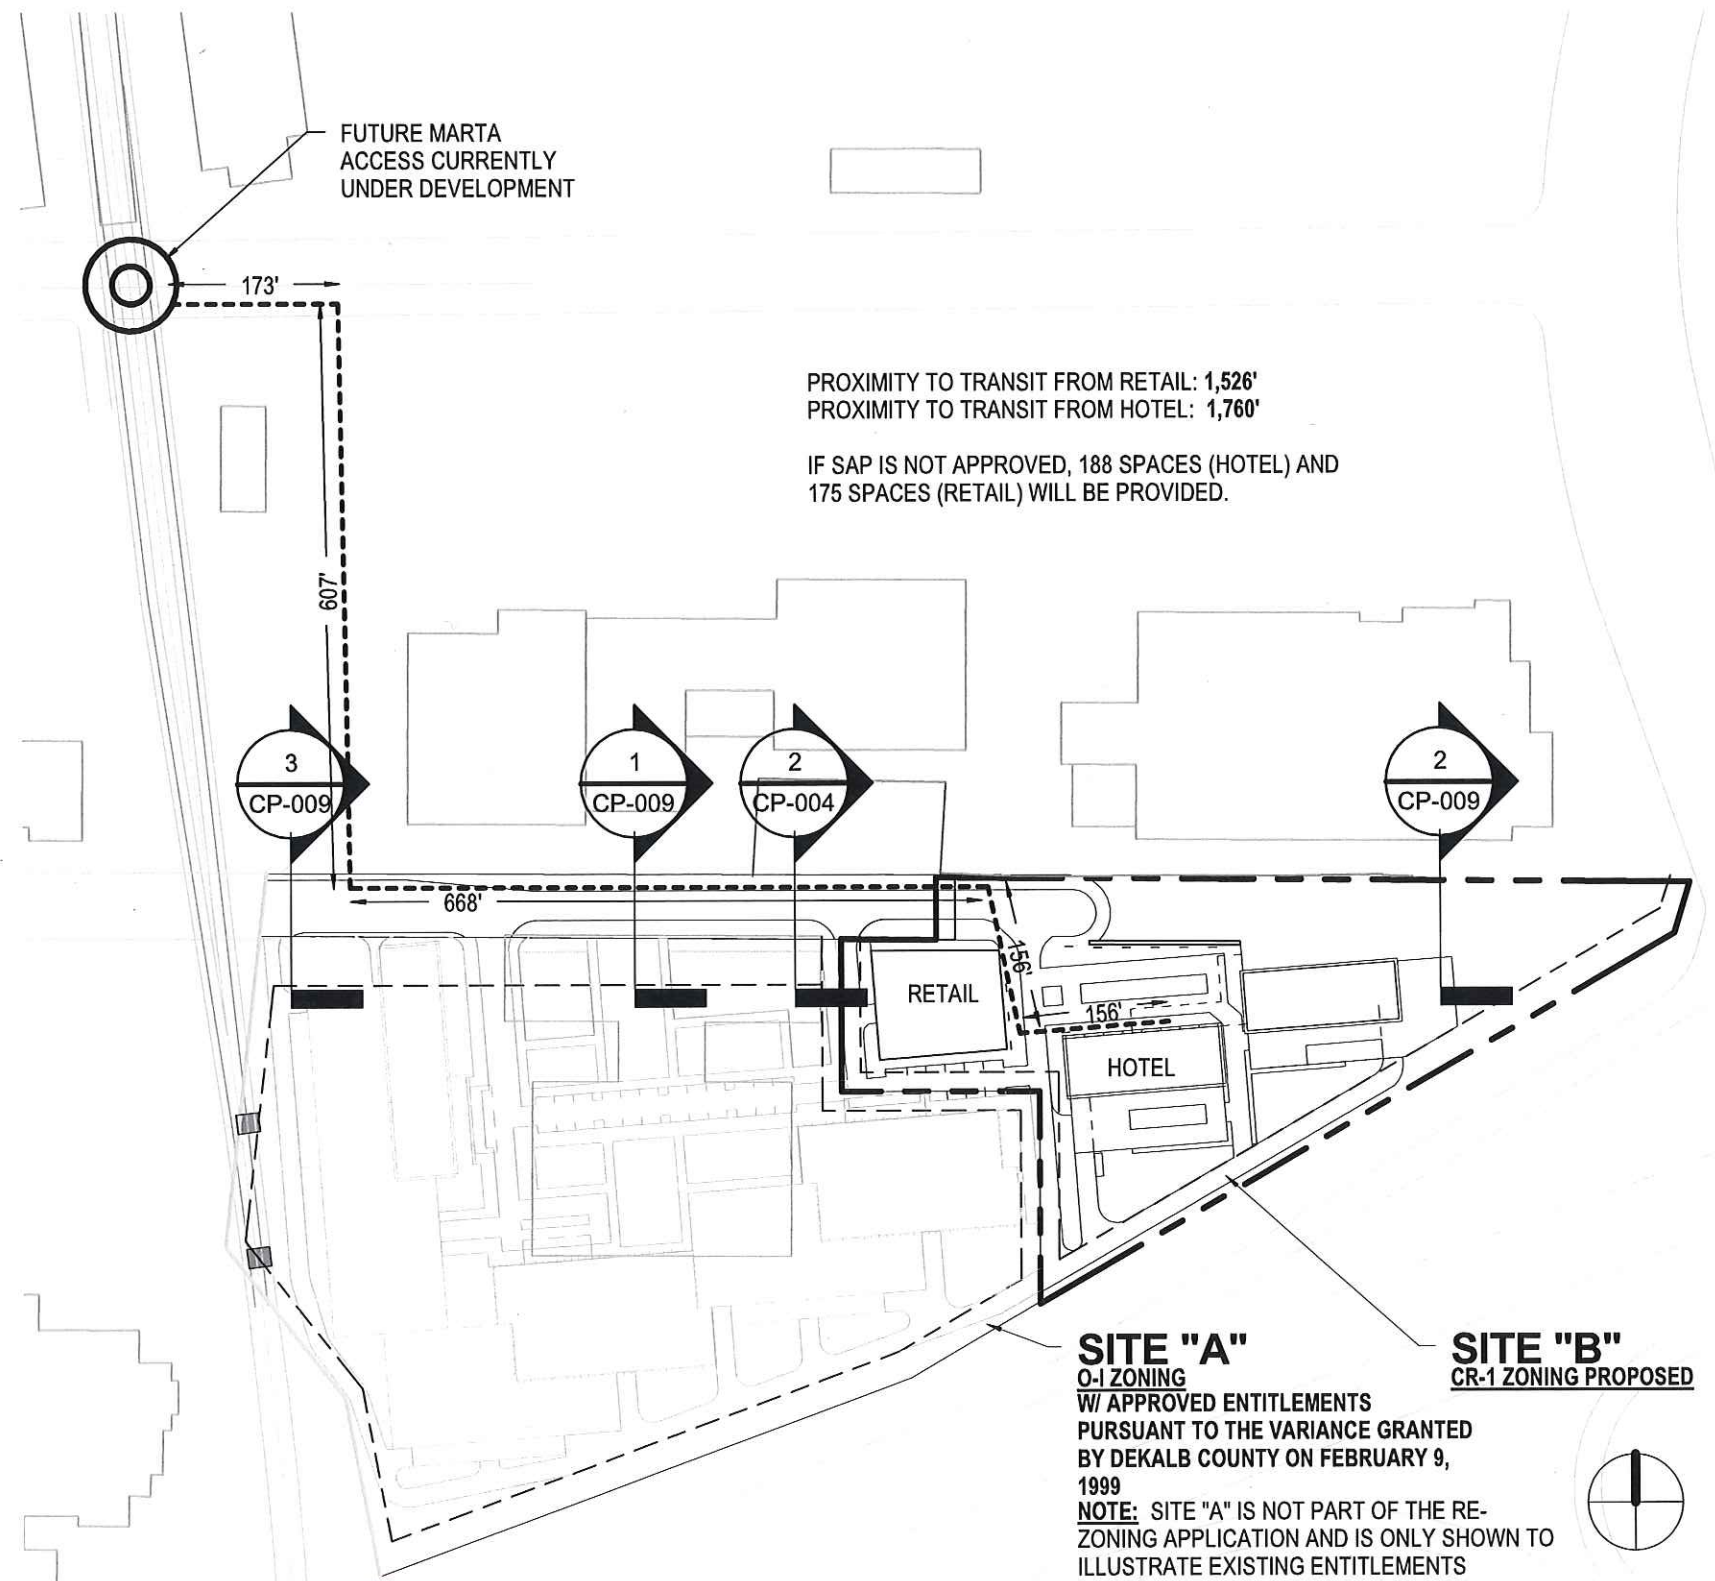 FUTURE MARTA
ACCESS CURRENTLY
UNDER DEVELOPMENT
173'
PROXIMITY TO TRANSIT FROM RETAIL: 1,526'
PROXIMITY TO TRANSIT FROM HOTEL: 1,760'
IF SAP IS NOT APPROVED, 188 SPACES (HOTEL) AND
175 SPACES (RETAIL) WILL BE PROVIDED.
607'
3
CP-009
1
CP-009
2
CP-004
2
CP-009
668'
156'
RETAIL
156'
HOTEL
SITE "A"
O-I ZONING
W/ APPROVED ENTITLEMENTS
PURSUANT TO THE VARIANCE GRANTED
BY DEKALB COUNTY ON FEBRUARY 9,
1999
NOTE: SITE "A" IS NOT PART OF THE RE-
ZONING APPLICATION AND IS ONLY SHOWN TO
ILLUSTRATE EXISTING ENTITLEMENTS
SITE "B"
CR-1 ZONING PROPOSED